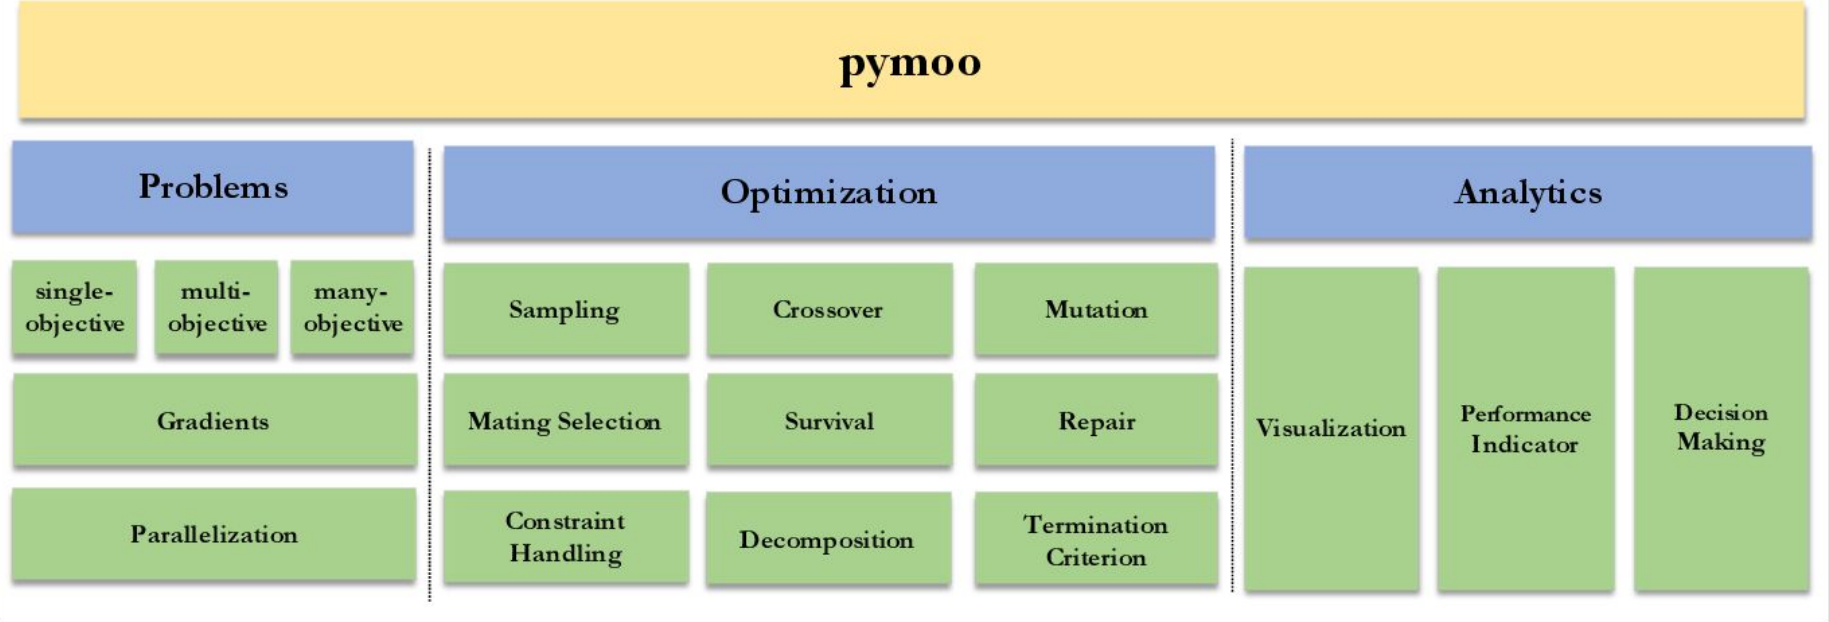 pymoo
Problems
Optimization
Analytics
single-
objective
multi-
objective
many-
objective
Gradients
Parallelization
Sampling
Crossover
Mutation
Mating Selection
Survival
Repair
Constraint
Handling
Decomposition
Termination
Criterion
Visualization
Performance
Indicator
Decision
Making